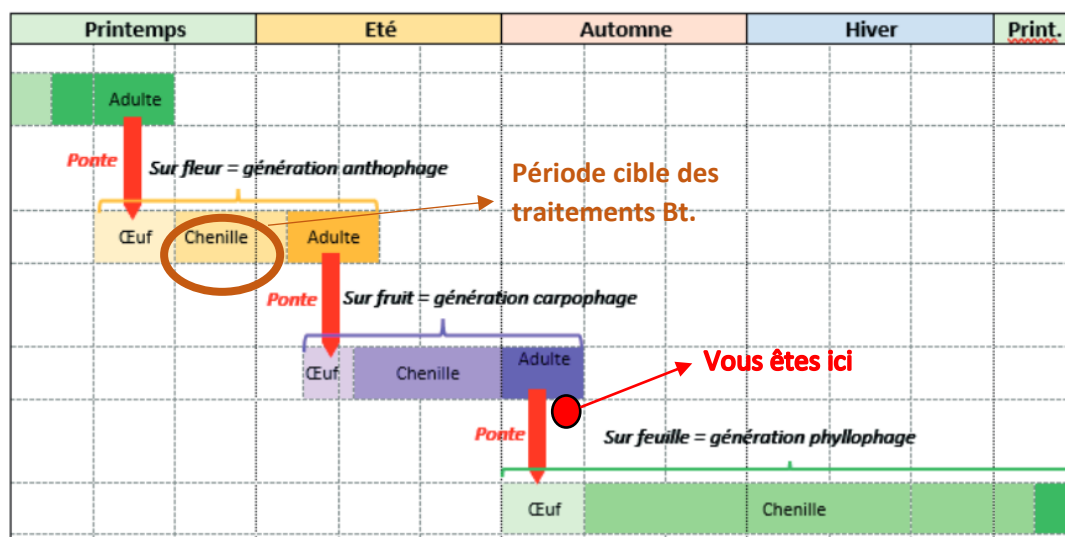 Printemps Eté Automne Hiver Print.
Adulte
Ponte
Sur fleur = génération anthophage
Période cible des
traitements Bt.
Œuf Chenille Adulte
Ponte Sur fruit = génération carpophage
Œuf Chenille Adulte
Vous êtes ici
Ponte
Sur feuille = génération phyllophage
Œuf Chenille